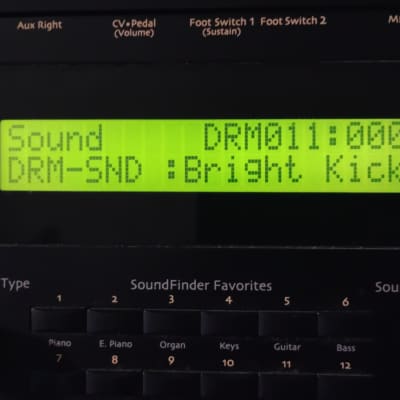 Aux Right CV•Pedal Foot Switch 1 Foot Switch 2
(Volume) (Sustain)
Sound DRM011:000
DRM-SND :Bright Kick
Type SoundFinder Favorites
1 2 3 4 5 6
Piano E. Piano Organ Keys Guitar Bass
7 8 9 10 11 12